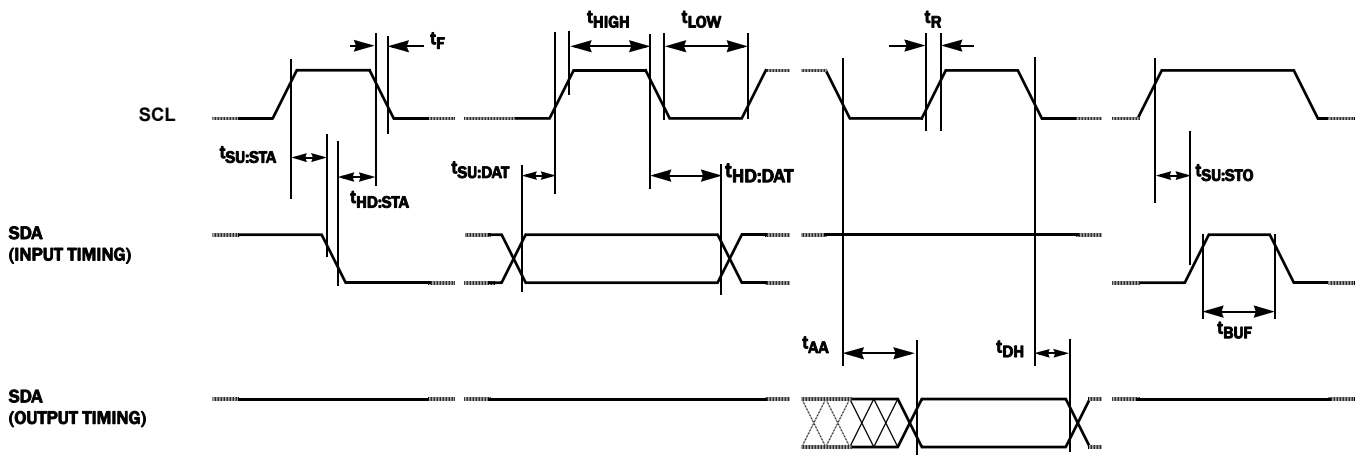 tF
tHIGH
tLOW
tR
SCL
tSU:STA
tHD:STA
tSU:DAT
tHD:DAT
tSU:STO
SDA
(INPUT TIMING)
tBUF
tAA
tDH
SDA
(OUTPUT TIMING)